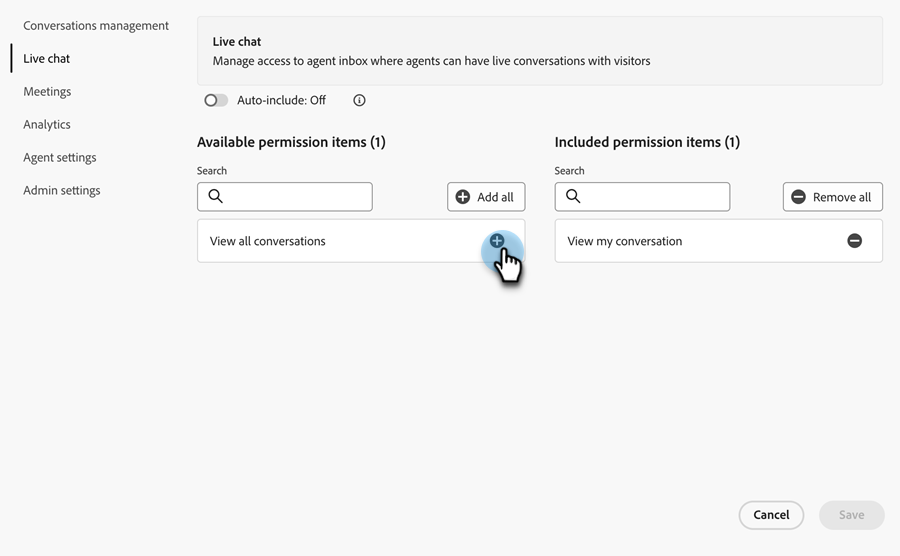 Conversations management
Live chat
Meetings
Analytics
Agent settings
Admin settings
Live chat
Manage access to agent inbox where agents can have live conversations with visitors
Auto-include: Off
Available permission items (1)
Search
Add all
View all conversations
Included permission items (1)
Search
Remove all
View my conversation
Cancel
Save